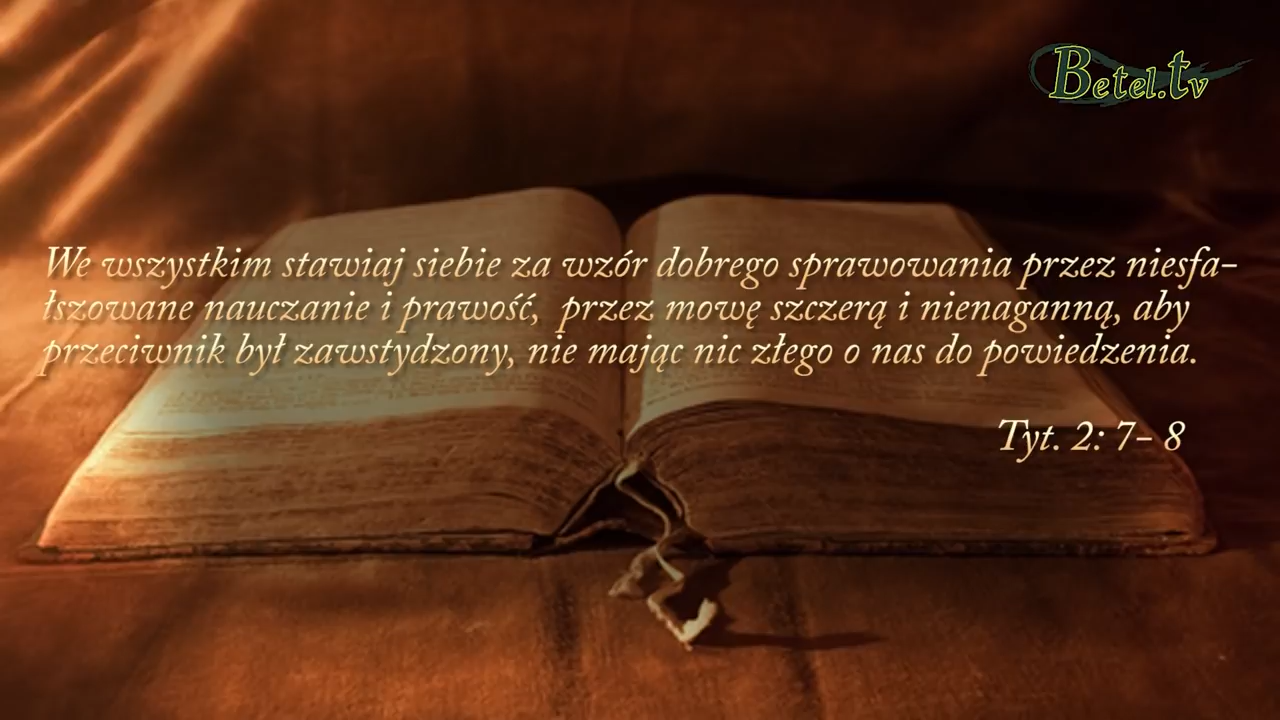 Betel.tv
We wszystkim stawiaj siebie za wzór dobrego sprawowania przez niesfa-
łszowane nauczanie i prawość,  przez mowę szczerą i nienaganną, aby
przeciwnik był zawstydzony, nie mając nic złego o nas do powiedzenia.
Tyt. 2: 7- 8